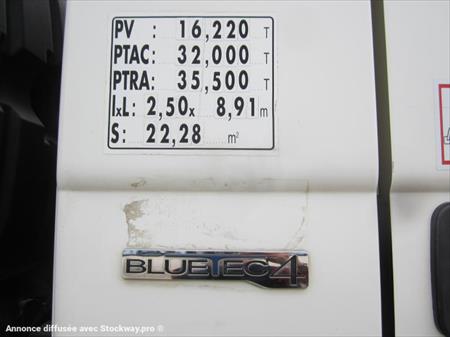 PV : 16,220 T
PTAC: 32,000 T
PTRA: 35,500 T
IxL: 2,50x 8,91 m
S: 22,28 m²
BLUETEC4
Annonce diffusée avec Stockway.pro ®